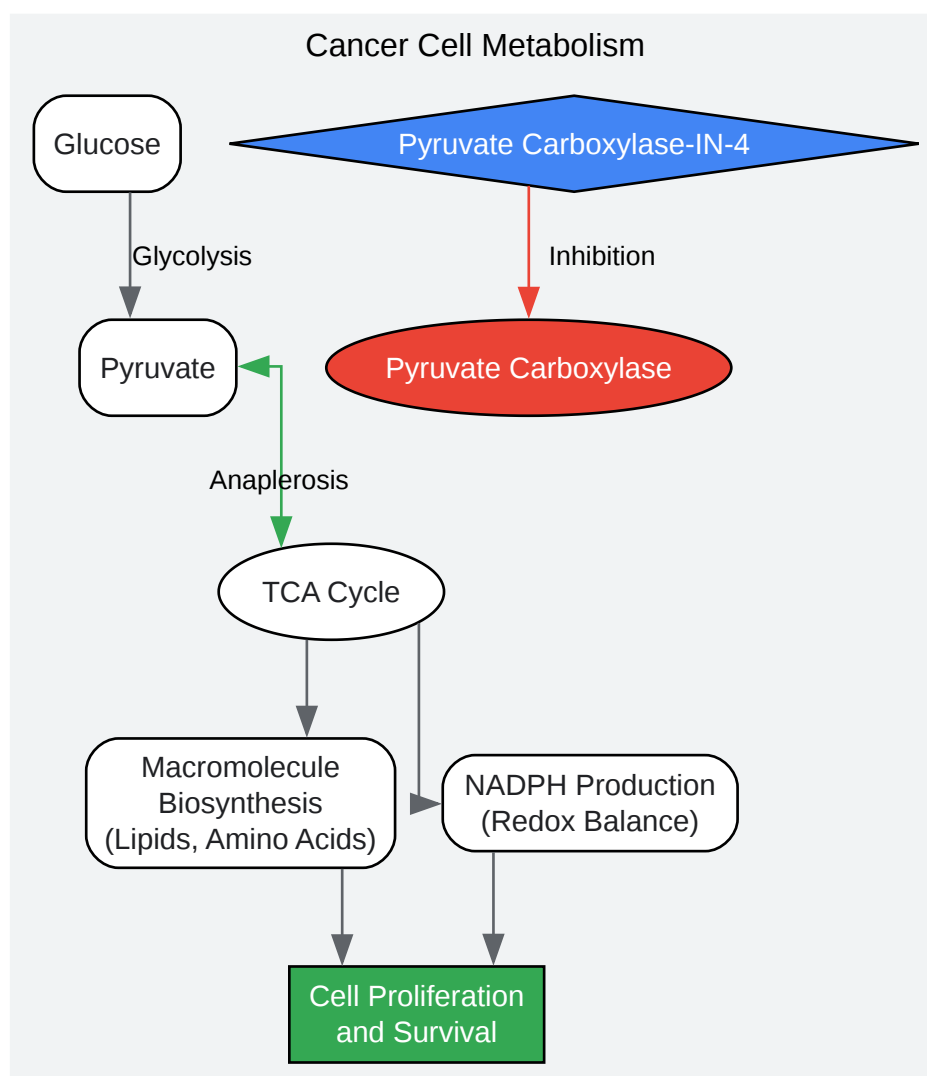 Cancer Cell Metabolism
Glucose
Pyruvate Carboxylase-IN-4
Glycolysis
Inhibition
Pyruvate
Pyruvate Carboxylase
Anaplerosis
TCA Cycle
Macromolecule
Biosynthesis
(Lipids, Amino Acids)
NADPH Production
(Redox Balance)
Cell Proliferation
and Survival